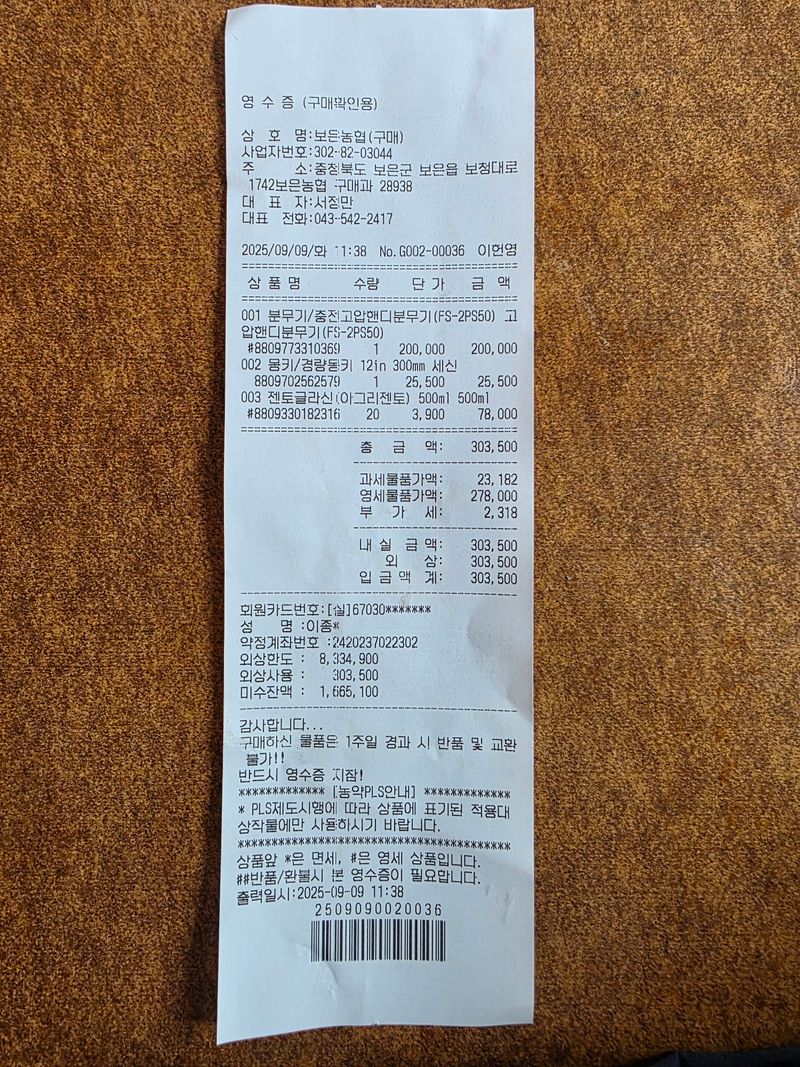 영 수 증 (구매확인용)
상 호 명:보은농협(구매)
사업자번호:302-82-03044
주 소:충청북도 보은군 보은읍 보청대로
1742보은농협 구매과 28938
대 표 자:서정만
대표 전화:043-542-2417
2025/09/09/화 11:38 No.G002-00036 이헌영
========================================
상 품 명 수량 단 가 금 액
========================================
001 분무기/충전고압핸디분무기(FS-2PS50) 고
압핸디분무기(FS-2PS50)
#8809773310369 1 200,000 200,000
002 몽키/경량몽키 12in 300mm 세신
8809702562579 1 25,500 25,500
003 젠토글라신(아그리젠토) 500ml 500ml
#8809330182316 20 3,900 78,000
========================================
총 금 액: 303,500
과세물품가액: 23,182
영세물품가액: 278,000
부 가 세: 2,318
내 실 금 액: 303,500
외 상: 303,500
입 금 액 계: 303,500
회원카드번호:[실]67030*******
성 명 :이종*
약정계좌번호 :2420237022302
외상한도 : 8,334,900
외상사용 : 303,500
미수잔액 : 1,665,100
감사합니다...
구매하신 물품은 1주일 경과 시 반품 및 교환
불가!!
반드시 영수증 지참!
************* [농약PLS안내] *************
* PLS제도시행에 따라 상품에 표기된 적용대
상작물에만 사용하시기 바랍니다.
*****************************************
상품앞 *은 면세, #은 영세 상품입니다.
##반품/환불시 본 영수증이 필요합니다.
출력일시:2025-09-09 11:38
2509090020036